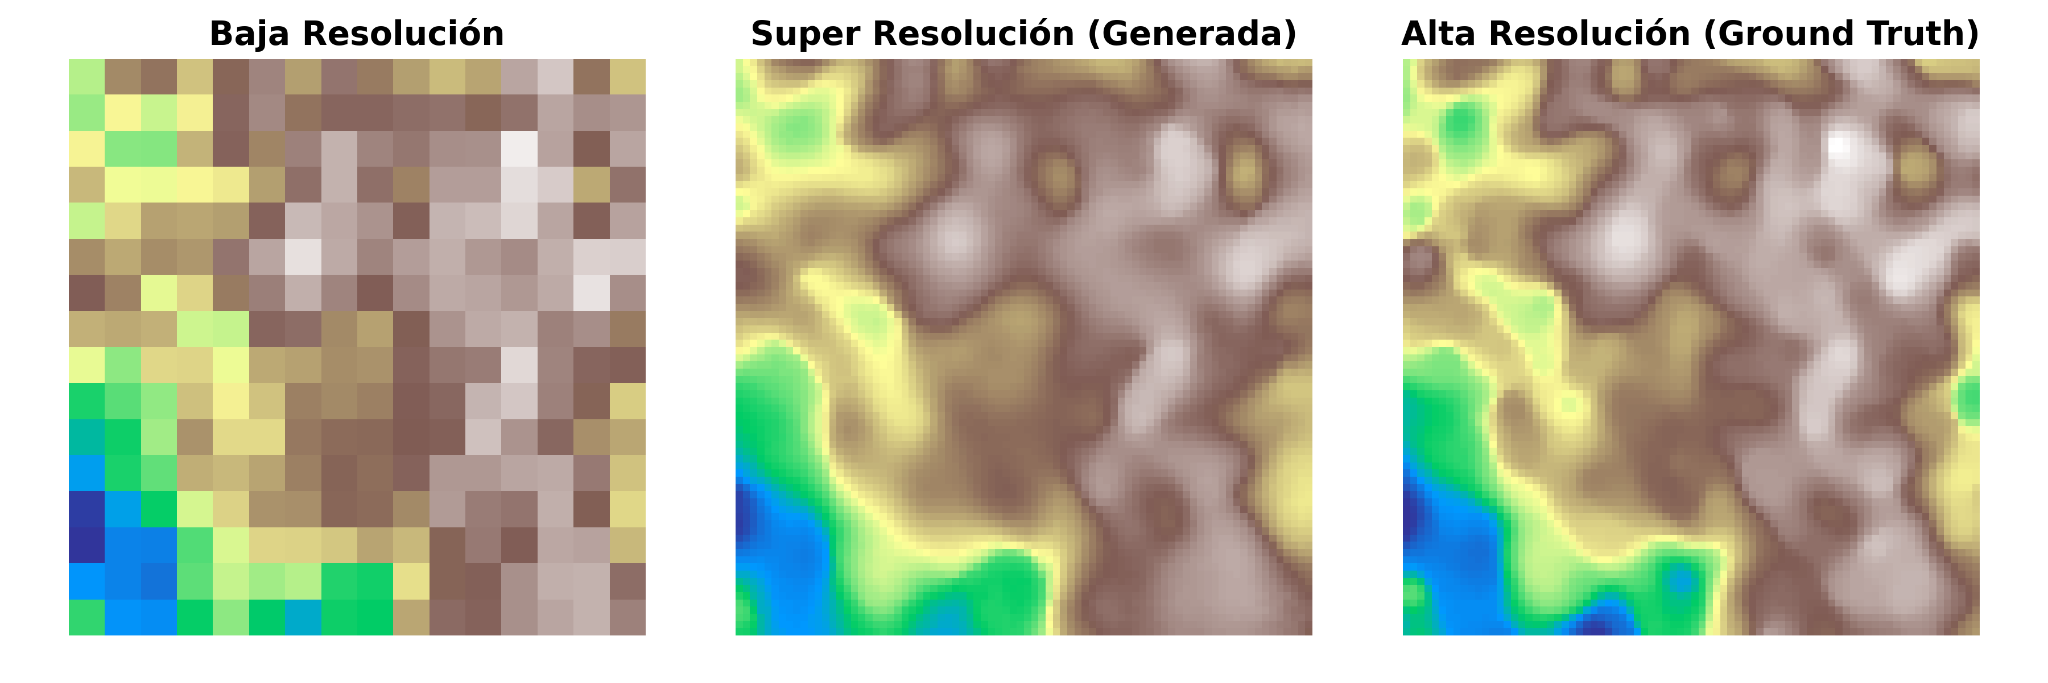 Baja Resolución
Super Resolución (Generada)
Alta Resolución (Ground Truth)